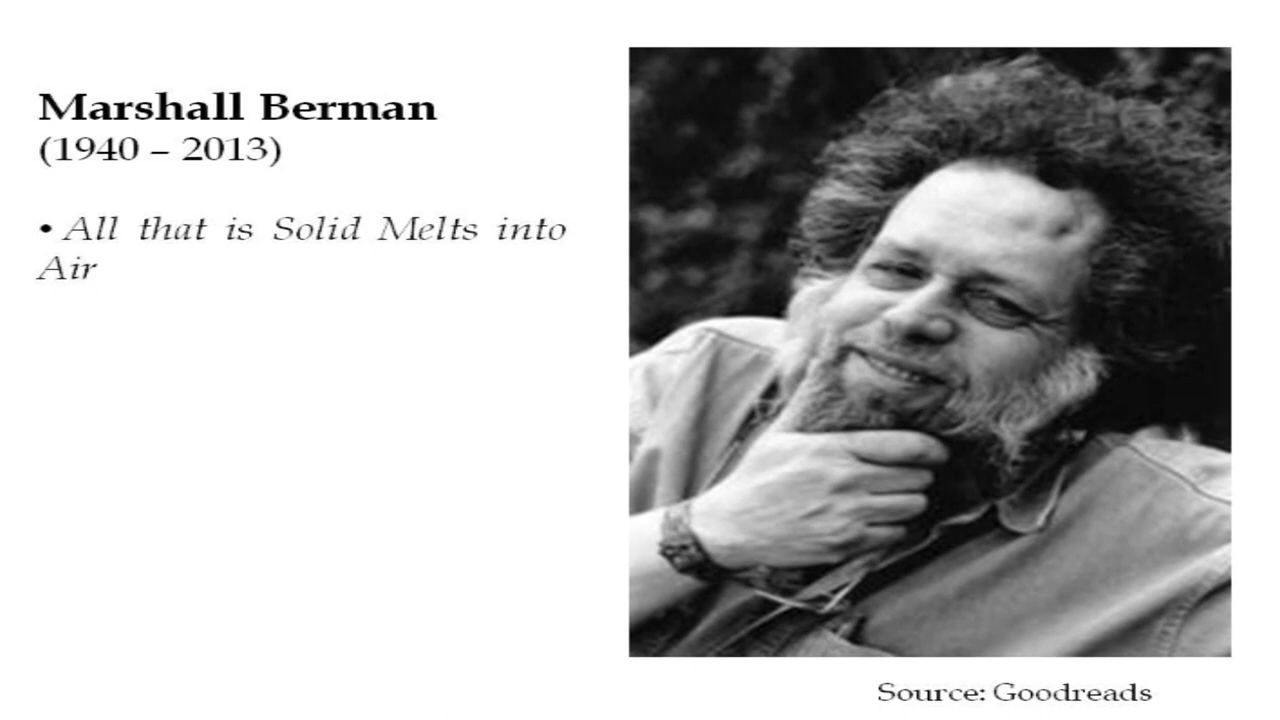 Marshall Berman
(1940 – 2013)
• All that is Solid Melts into
Air
Source: Goodreads